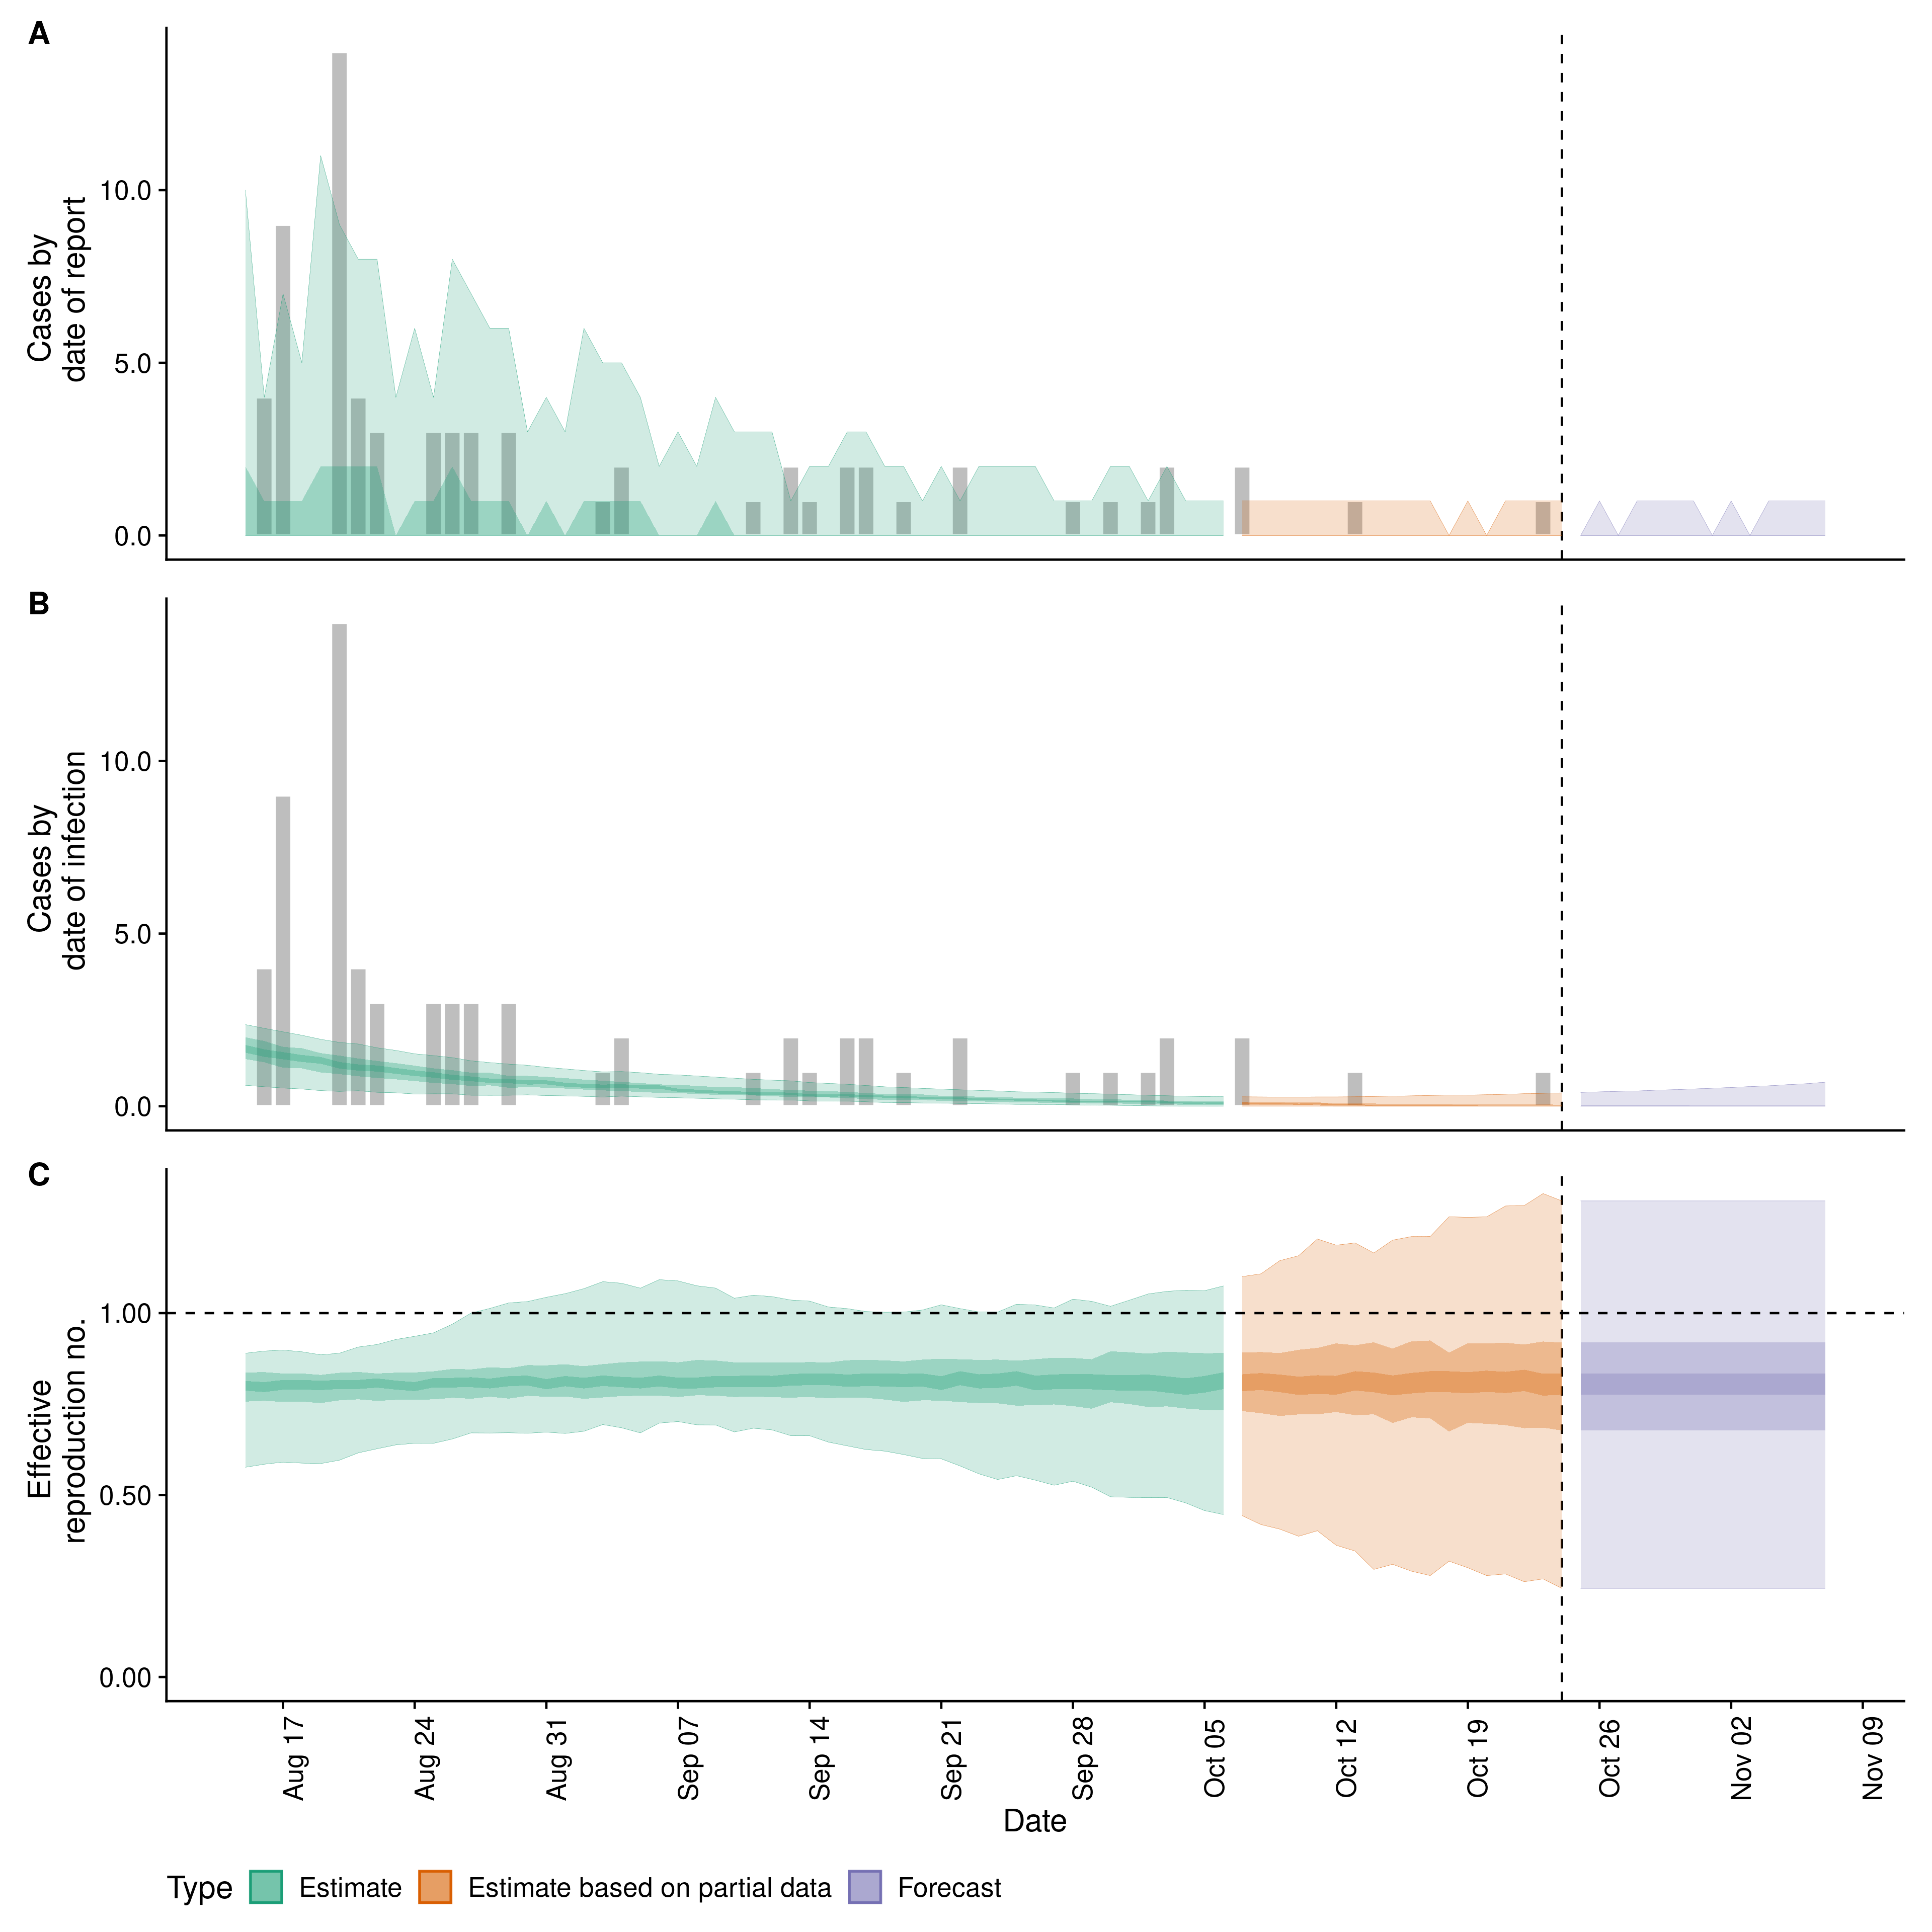 A
Cases by
date of report
10.0
5.0
0.0
B
Cases by
date of infection
10.0
5.0
0.0
C
Effective
reproduction no.
1.00
0.50
0.00
Aug 17
Aug 24
Aug 31
Sep 07
Sep 14
Sep 21
Sep 28
Oct 05
Oct 12
Oct 19
Oct 26
Nov 02
Nov 09
Date
Type Estimate Estimate based on partial data Forecast